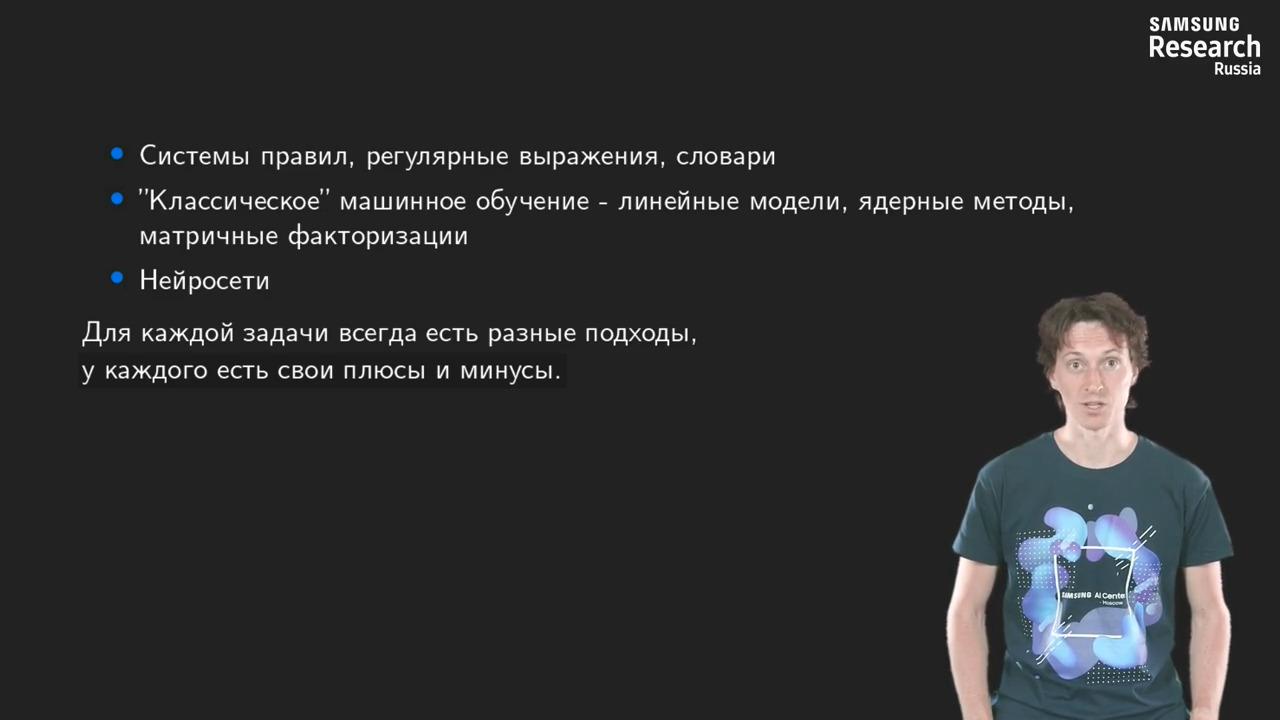 SAMSUNG
Research
Russia
Системы правил, регулярные выражения, словари
"Классическое" машинное обучение - линейные модели, ядерные методы,
матричные факторизации
Нейросети
Для каждой задачи всегда есть разные подходы,
у каждого есть свои плюсы и минусы.
SAMSUNG AI Center
- Moscow